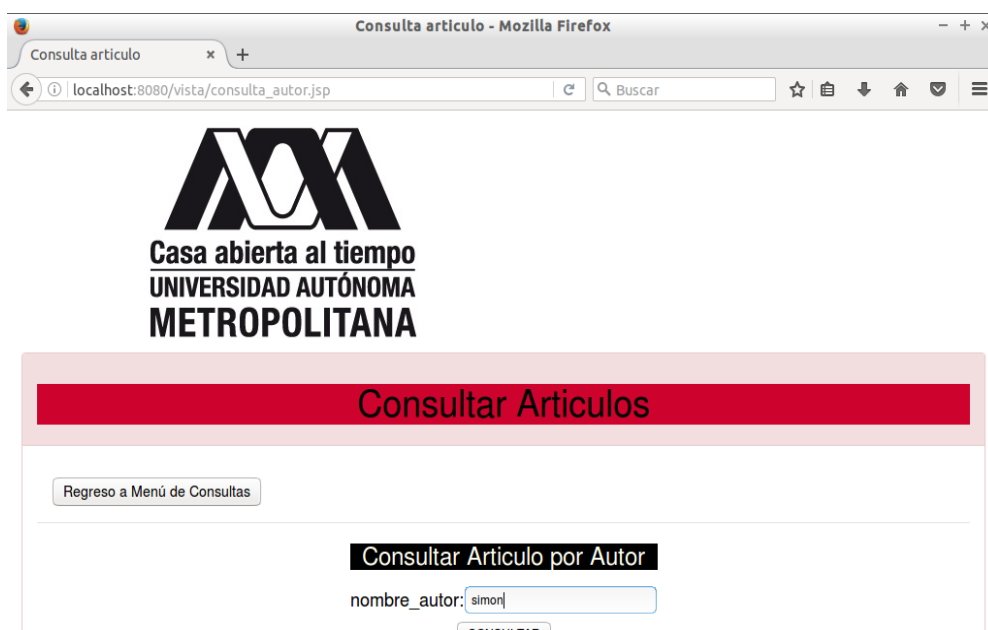 Consulta articulo - Mozilla Firefox
Consulta articulo
localhost:8080/vista/consulta_autor.jsp
Buscar
Casa abierta al tiempo
UNIVERSIDAD AUTÓNOMA
METROPOLITANA
Consultar Articulos
Regreso a Menú de Consultas
Consultar Articulo por Autor
nombre_autor: simon
CONSULTAR